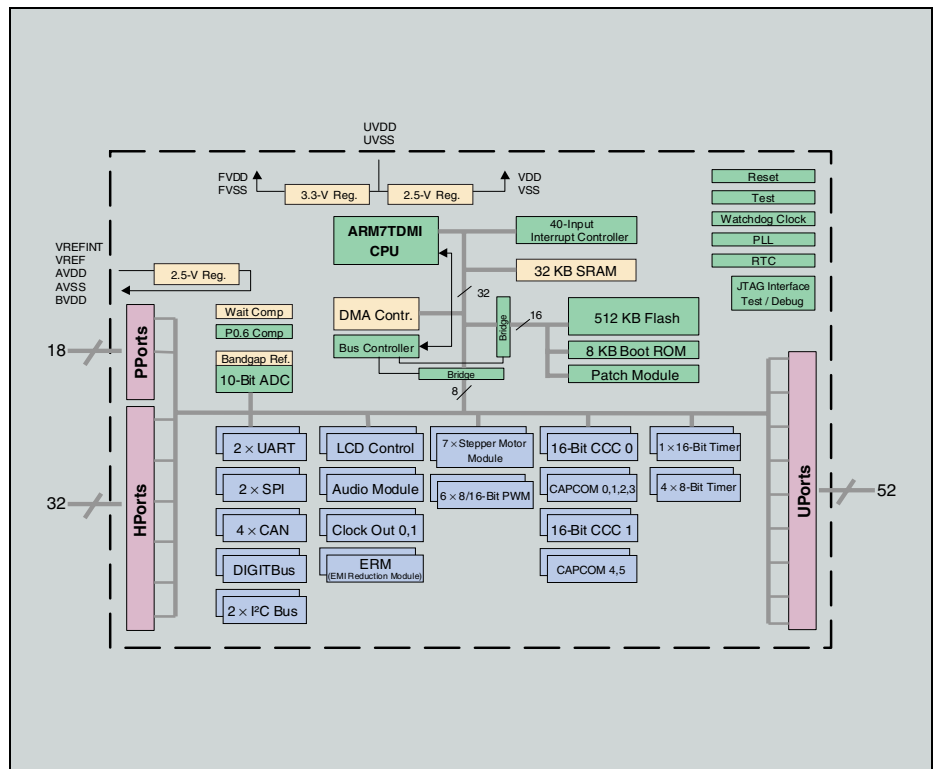 UVDD
UVSS
FVDD
FVSS
3.3-V Reg.
2.5-V Reg.
VDD
VSS
Reset
Test
Watchdog Clock
PLL
RTC
JTAG Interface
Test / Debug
ARM7TDMI
CPU
40-Input
Interrupt Controller
32 KB SRAM
VREFINT
VREF
AVDD
AVSS
BVDD
2.5-V Reg.
32
Wait Comp
P0.6 Comp
Bandgap Ref.
10-Bit ADC
DMA Contr.
Bus Controller
Bridge
16
512 KB Flash
8 KB Boot ROM
Patch Module
Bridge
8
18
PPorts
32
HPorts
UPorts
52
2 × UART
LCD Control
7 × Stepper Motor
Module
16-Bit CCC 0
1 × 16-Bit Timer
2 × SPI
Audio Module
6 × 8/16-Bit PWM
CAPCOM 0,1,2,3
4 × 8-Bit Timer
4 × CAN
Clock Out 0,1
16-Bit CCC 1
DIGITBus
ERM
(EMI Reduction Module)
CAPCOM 4,5
2 × I²C Bus